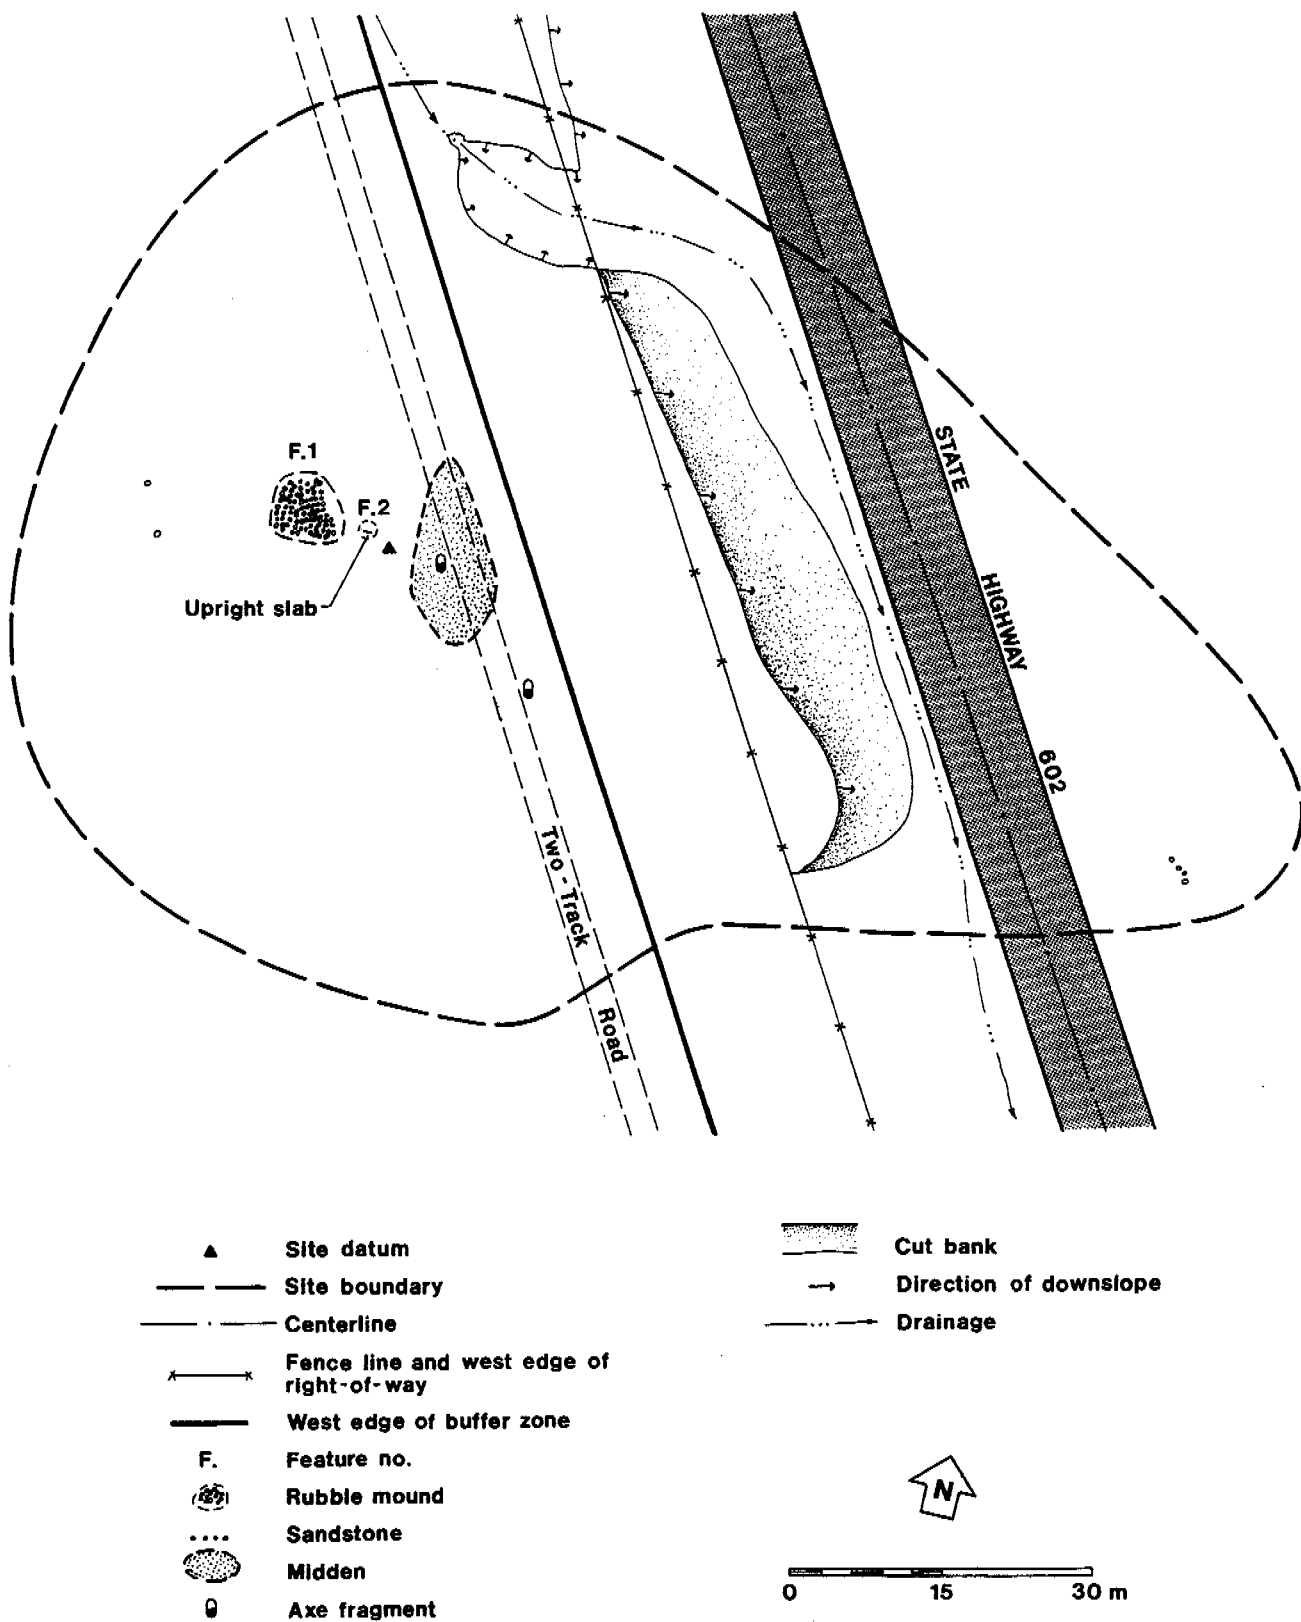 F.1
F.2
Upright slab
STATE
HIGHWAY
602
Two-Track
Road
Site datum
Site boundary
Centerline
Fence line and west edge of
right-of-way
West edge of buffer zone
F. Feature no.
Rubble mound
Sandstone
Midden
Axe fragment
Cut bank
Direction of downslope
Drainage
N
0 15 30 m